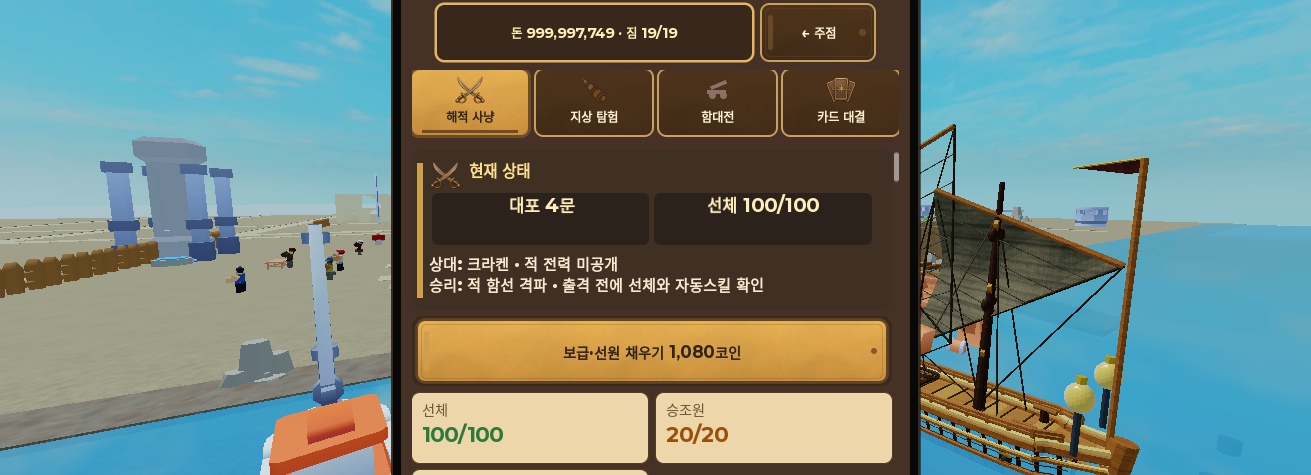 돈 999,997,749 · 짐 19/19
← 주점
해적 사냥
지상 탐험
함대전
카드 대결
현재 상태
대포 4문
선체 100/100
상대: 크라켄 • 적 전력 미공개
승리: 적 함선 격파 • 출격 전에 선체와 자동스킬 확인
보급·선원 채우기 1,080코인
선체
100/100
승조원
20/20